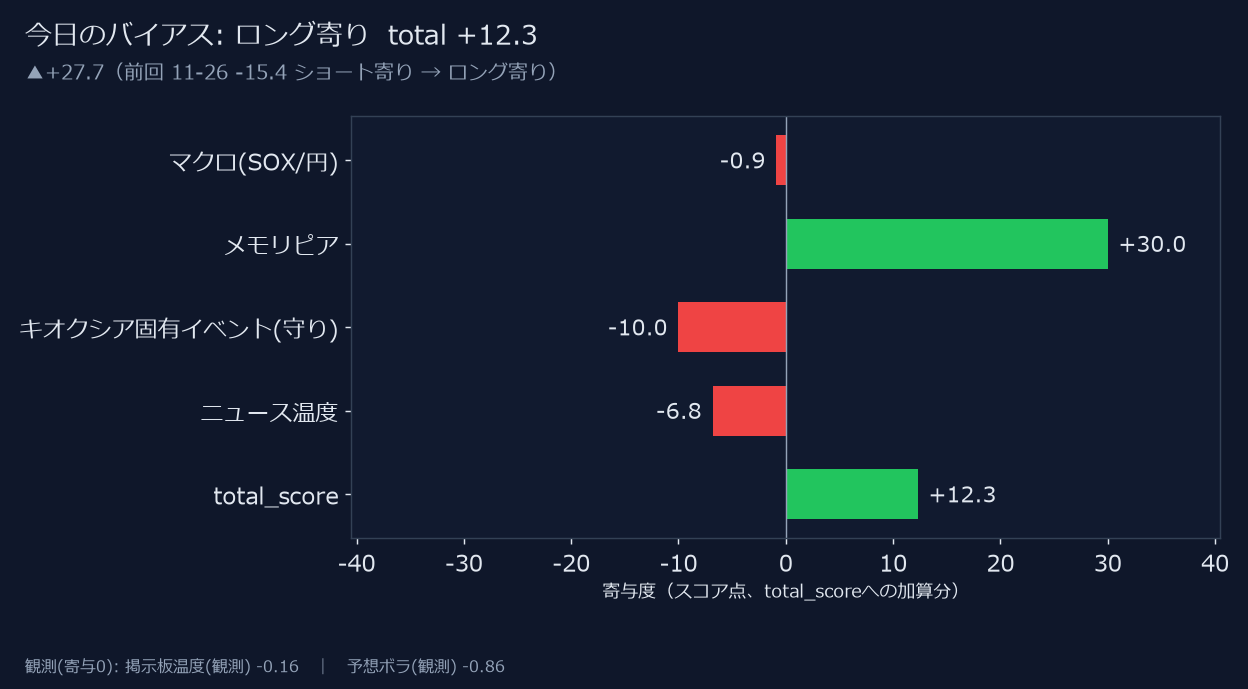 今日のバイアス: ロング寄り  total +12.3
▲+27.7（前回 11-26 -15.4 ショート寄り → ロング寄り）
マクロ(SOX/円)
-0.9
メモリピア
+30.0
キオクシア固有イベント(守り)
-10.0
ニュース温度
-6.8
total_score
+12.3
-40 -30 -20 -10 0 10 20 30 40
寄与度（スコア点、total_scoreへの加算分）
観測(寄与0): 掲示板温度(観測) -0.16 ｜ 予想ボラ(観測) -0.86